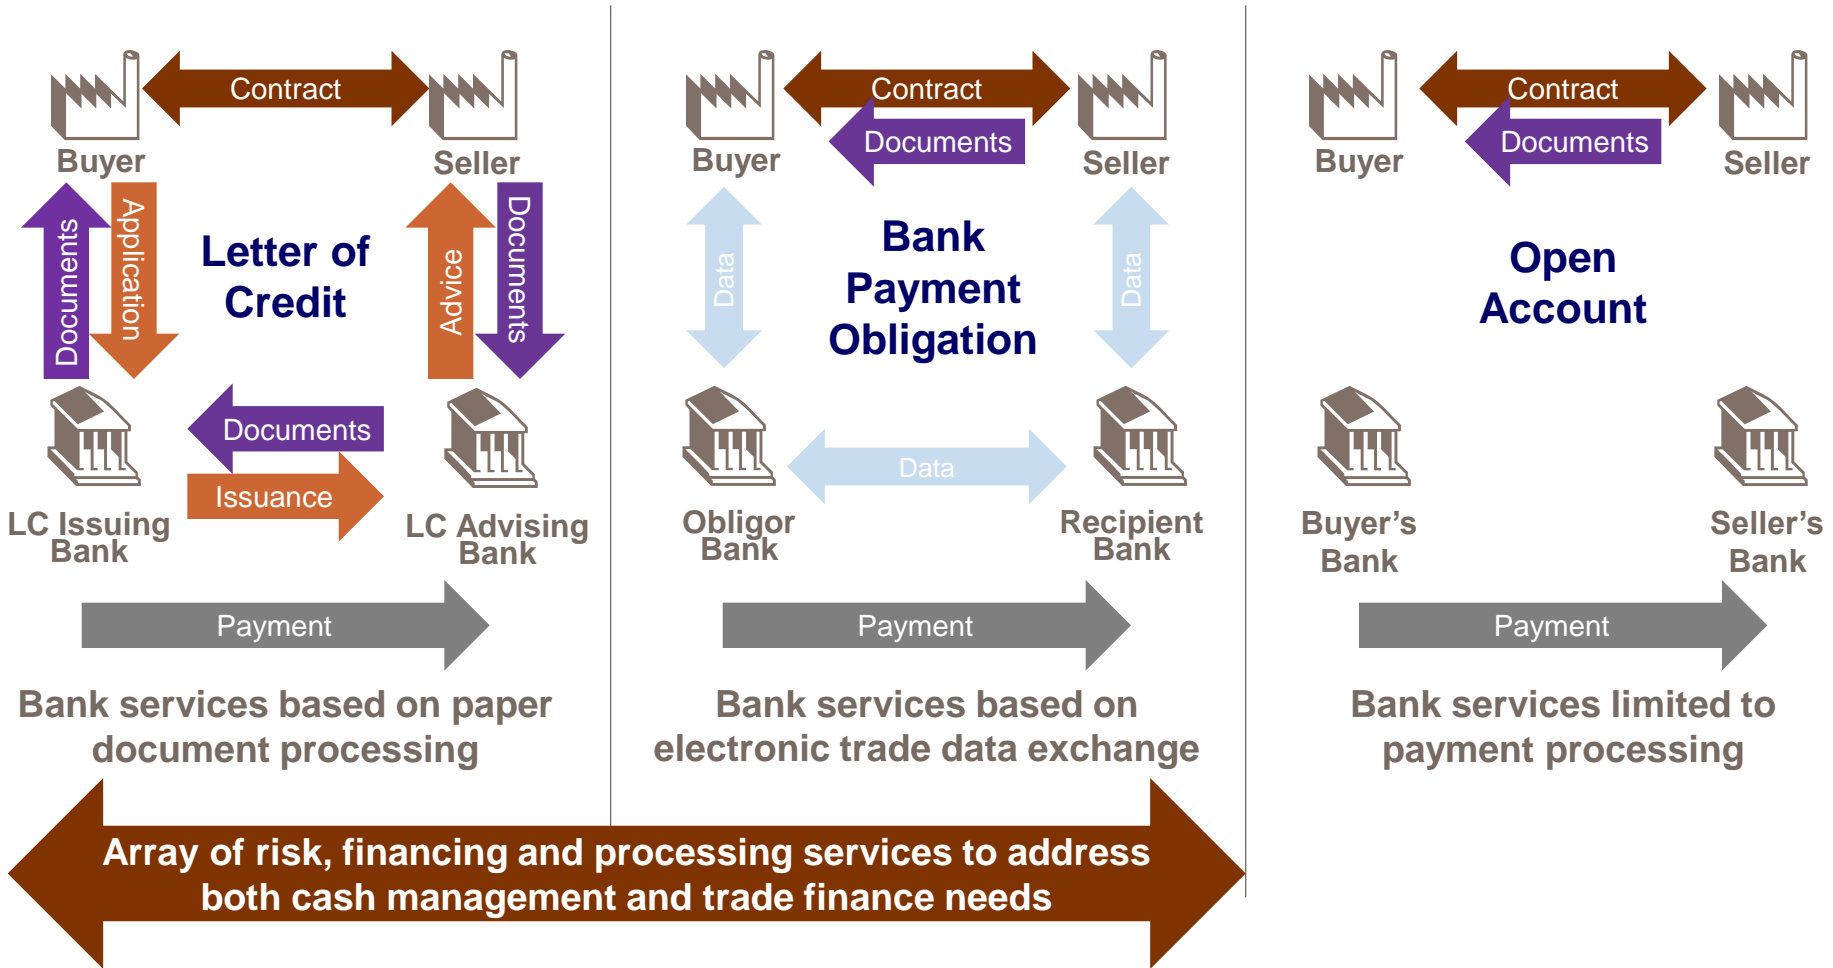 Contract
Buyer
Seller
Documents
Application
Letter of
Credit
Advice
Documents
Documents
Issuance
LC Issuing
Bank
LC Advising
Bank
Payment
Bank services based on paper
document processing
Contract
Documents
Buyer
Seller
Data
Bank
Payment
Obligation
Data
Data
Obligor
Bank
Recipient
Bank
Payment
Bank services based on
electronic trade data exchange
Contract
Documents
Buyer
Seller
Open
Account
Buyer’s
Bank
Seller’s
Bank
Payment
Bank services limited to
payment processing
Array of risk, financing and processing services to address
both cash management and trade finance needs